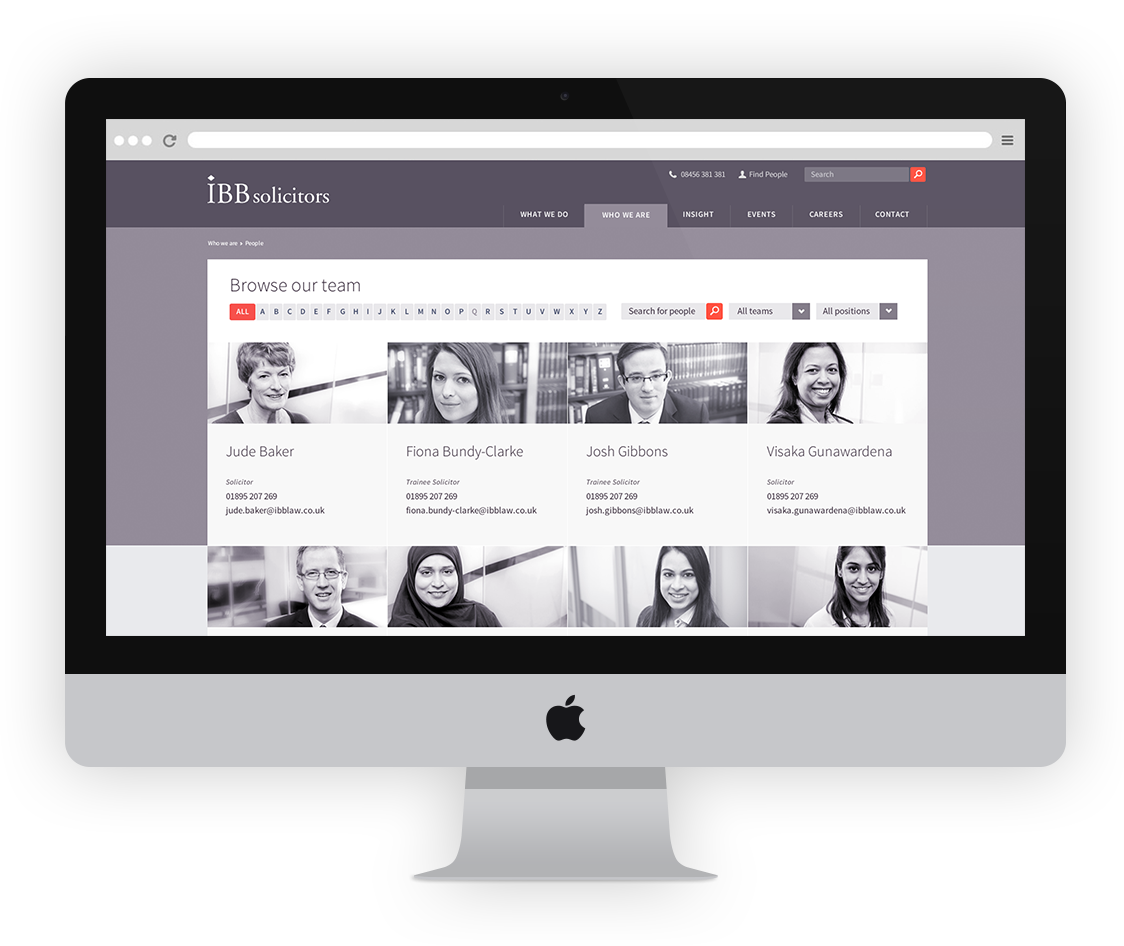 08456 381 381 Find People Search
iBB solicitors
WHAT WE DO WHO WE ARE INSIGHT EVENTS CAREERS CONTACT
Who we are People
Browse our team
ALL A B C D E F G H I J K L M N O P Q R S T U V W X Y Z Search for people All teams All positions
Jude Baker Fiona Bundy-Clarke Josh Gibbons Visaka Gunawardena
Solicitor Trainee Solicitor Trainee Solicitor Solicitor
01895 207 269 01895 207 269 01895 207 269 01895 207 269
jude.baker@ibblaw.co.uk fiona.bundy-clarke@ibblaw.co.uk josh.gibbons@ibblaw.co.uk visaka.gunawardena@ibblaw.co.uk